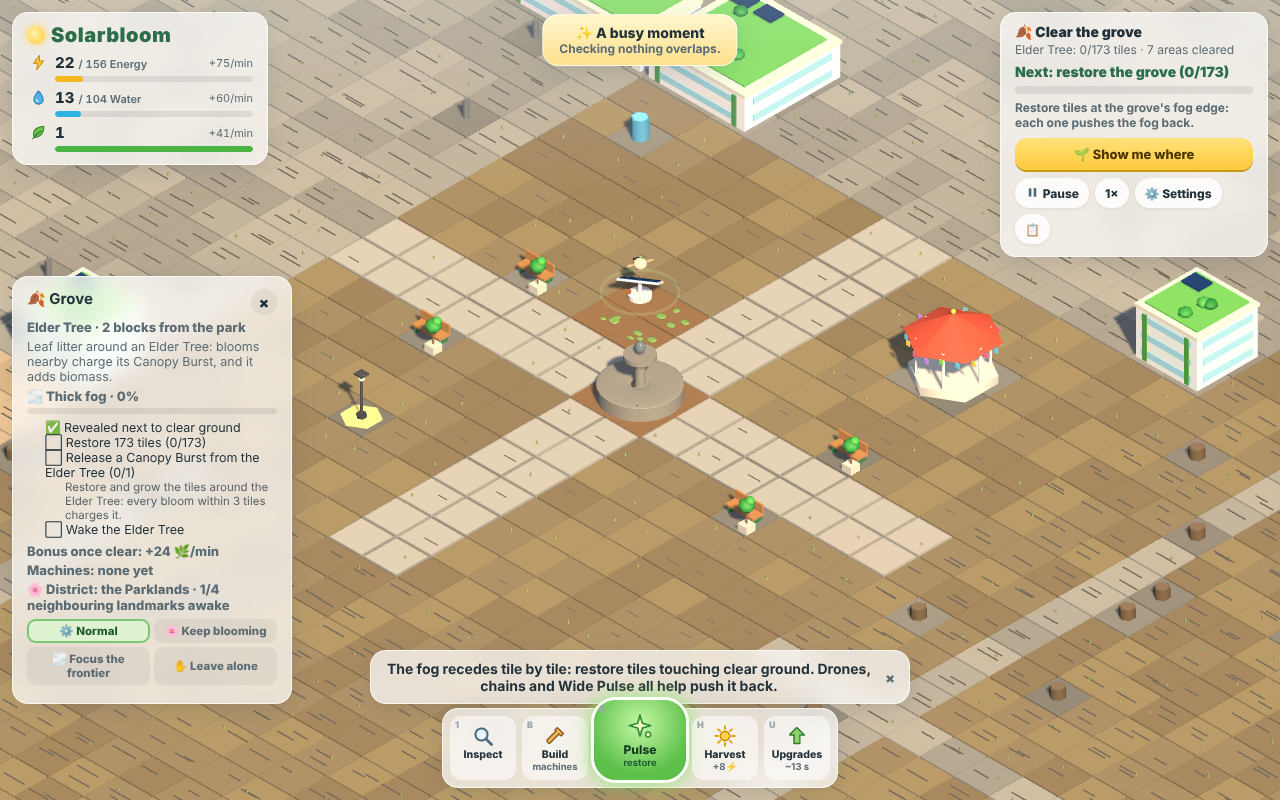 Solarbloom
22 / 156 Energy +75/min
13 / 104 Water +60/min
1 +41/min
✨ A busy moment
Checking nothing overlaps.
🍂 Clear the grove
Elder Tree: 0/173 tiles · 7 areas cleared
Next: restore the grove (0/173)
Restore tiles at the grove's fog edge:
each one pushes the fog back.
🌱 Show me where
Pause
1×
⚙️ Settings
🍂 Grove
Elder Tree · 2 blocks from the park
Leaf litter around an Elder Tree: blooms
nearby charge its Canopy Burst, and it
adds biomass.
🌫️ Thick fog · 0%
✅ Revealed next to clear ground
Restore 173 tiles (0/173)
Release a Canopy Burst from the
Elder Tree (0/1)
Restore and grow the tiles around the
Elder Tree: every bloom within 3 tiles
charges it.
Wake the Elder Tree
Bonus once clear: +24 🌿/min
Machines: none yet
🌸 District: the Parklands · 1/4
neighbouring landmarks awake
⚙️ Normal
🌸 Keep blooming
🌫️ Focus the
frontier
✋ Leave alone
The fog recedes tile by tile: restore tiles touching clear ground. Drones,
chains and Wide Pulse all help push it back.
1
Inspect
B
Build
machines
Pulse
restore
H
Harvest
+8⚡
U
Upgrades
~13 s